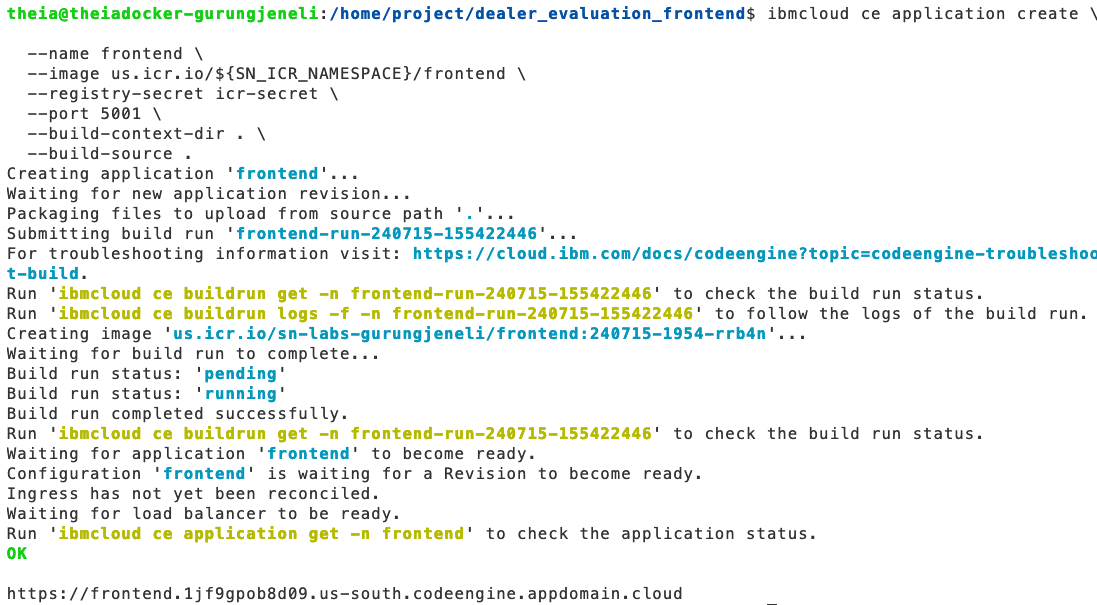 theia@theiadocker-gurungjeneli:/home/project/dealer_evaluation_frontend$ ibmcloud ce application create \
--name frontend \
--image us.icr.io/${SN_ICR_NAMESPACE}/frontend \
--registry-secret icr-secret \
--port 5001 \
--build-context-dir . \
--build-source .
Creating application 'frontend'...
Waiting for new application revision...
Packaging files to upload from source path '.'...
Submitting build run 'frontend-run-240715-155422446'...
For troubleshooting information visit: https://cloud.ibm.com/docs/codeengine?topic=codeengine-troubleshoo
t-build.
Run 'ibmcloud ce buildrun get -n frontend-run-240715-155422446' to check the build run status.
Run 'ibmcloud ce buildrun logs -f -n frontend-run-240715-155422446' to follow the logs of the build run.
Creating image 'us.icr.io/sn-labs-gurungjeneli/frontend:240715-1954-rrb4n'...
Waiting for build run to complete...
Build run status: 'pending'
Build run status: 'running'
Build run completed successfully.
Run 'ibmcloud ce buildrun get -n frontend-run-240715-155422446' to check the build run status.
Waiting for application 'frontend' to become ready.
Configuration 'frontend' is waiting for a Revision to become ready.
Ingress has not yet been reconciled.
Waiting for load balancer to be ready.
Run 'ibmcloud ce application get -n frontend' to check the application status.
OK
https://frontend.1jf9gpob8d09.us-south.codeengine.appdomain.cloud